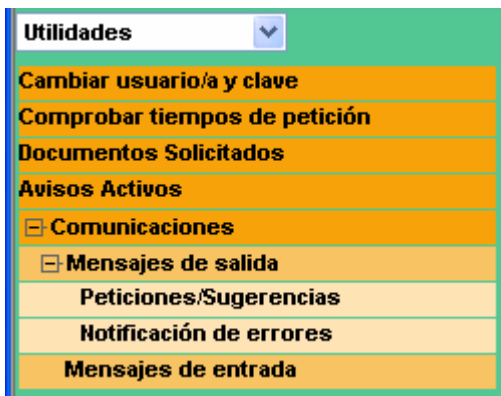 Utilidades
Cambiar usuario/a y clave
Comprobar tiempos de petición
Documentos Solicitados
Avisos Activos
Comunicaciones
Mensajes de salida
Peticiones/Sugerencias
Notificación de errores
Mensajes de entrada